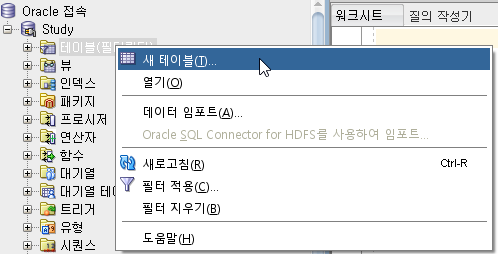 Oracle 접속
워크시트 질의 작성기
Study
테이블(필터
새 테이블(T)...
뷰
열기(O)
인덱스
패키지
데이터 임포트(A)...
프로시저
Oracle SQL Connector for HDFS를 사용하여 임포트...
연산자
함수
새로고침(R) Ctrl-R
대기열
필터 적용(C)...
대기열 테이
트리거
필터 지우기(B)
유형
도움말(H)
시퀀스